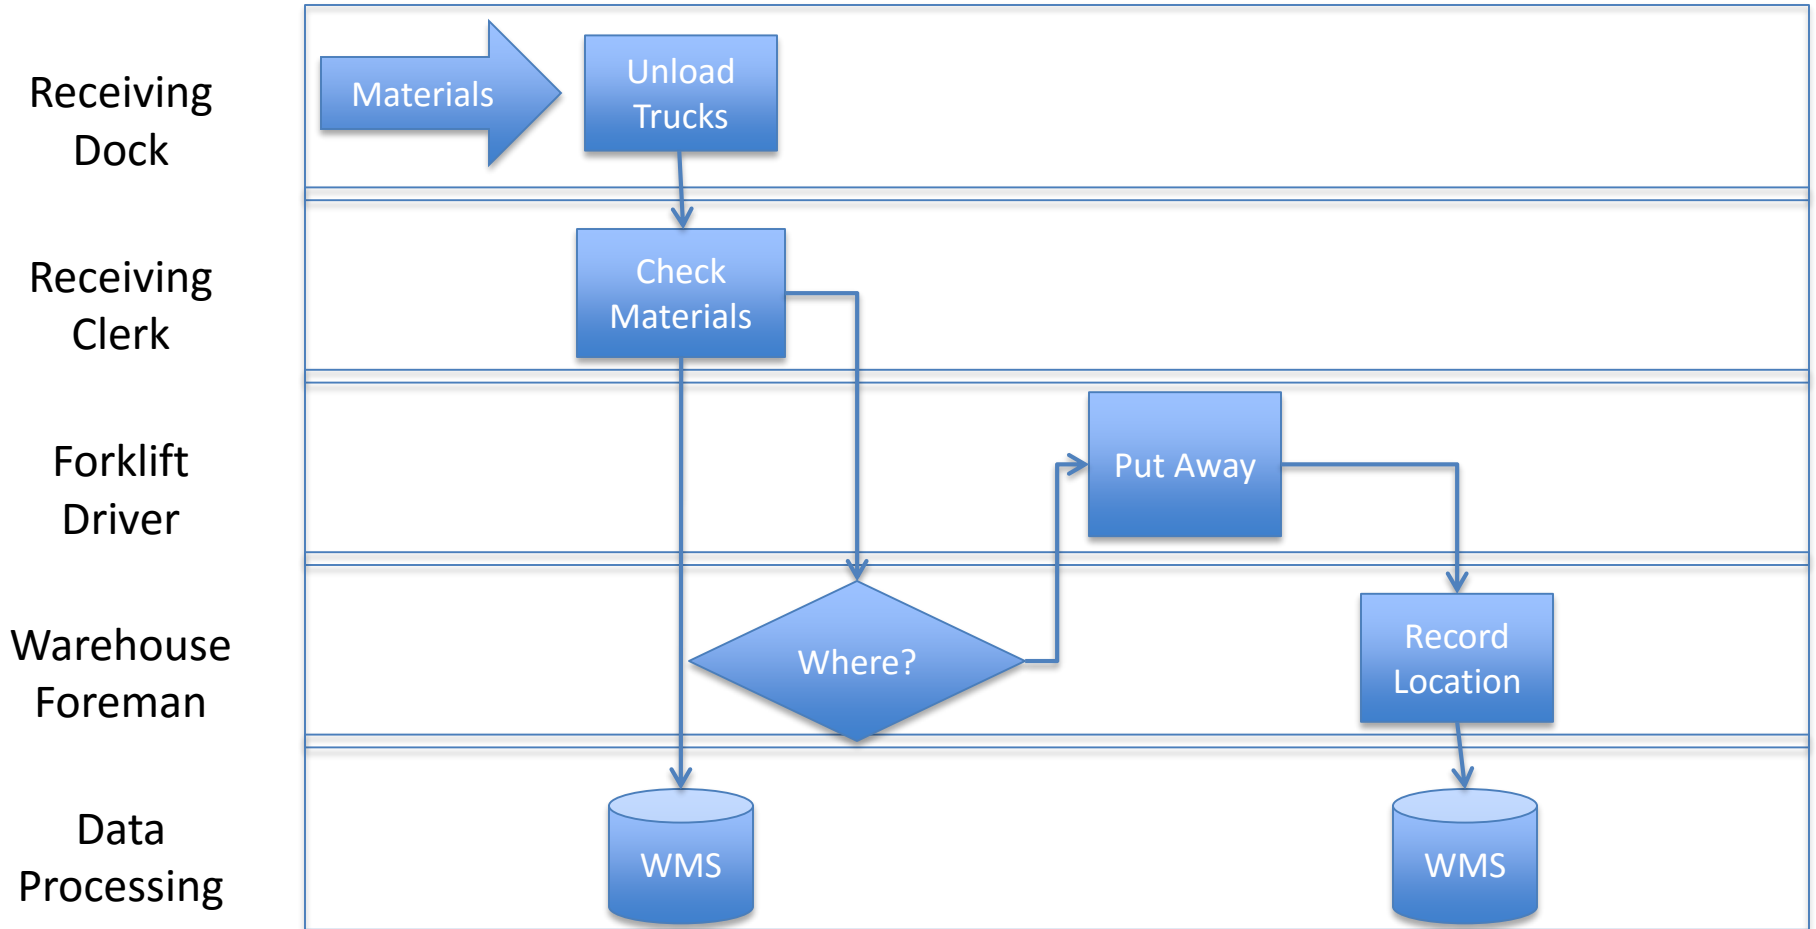 Receiving
Dock
Materials
Unload
Trucks
Receiving
Clerk
Check
Materials
Forklift
Driver
Put Away
Warehouse
Foreman
Where?
Record
Location
Data
Processing
WMS
WMS